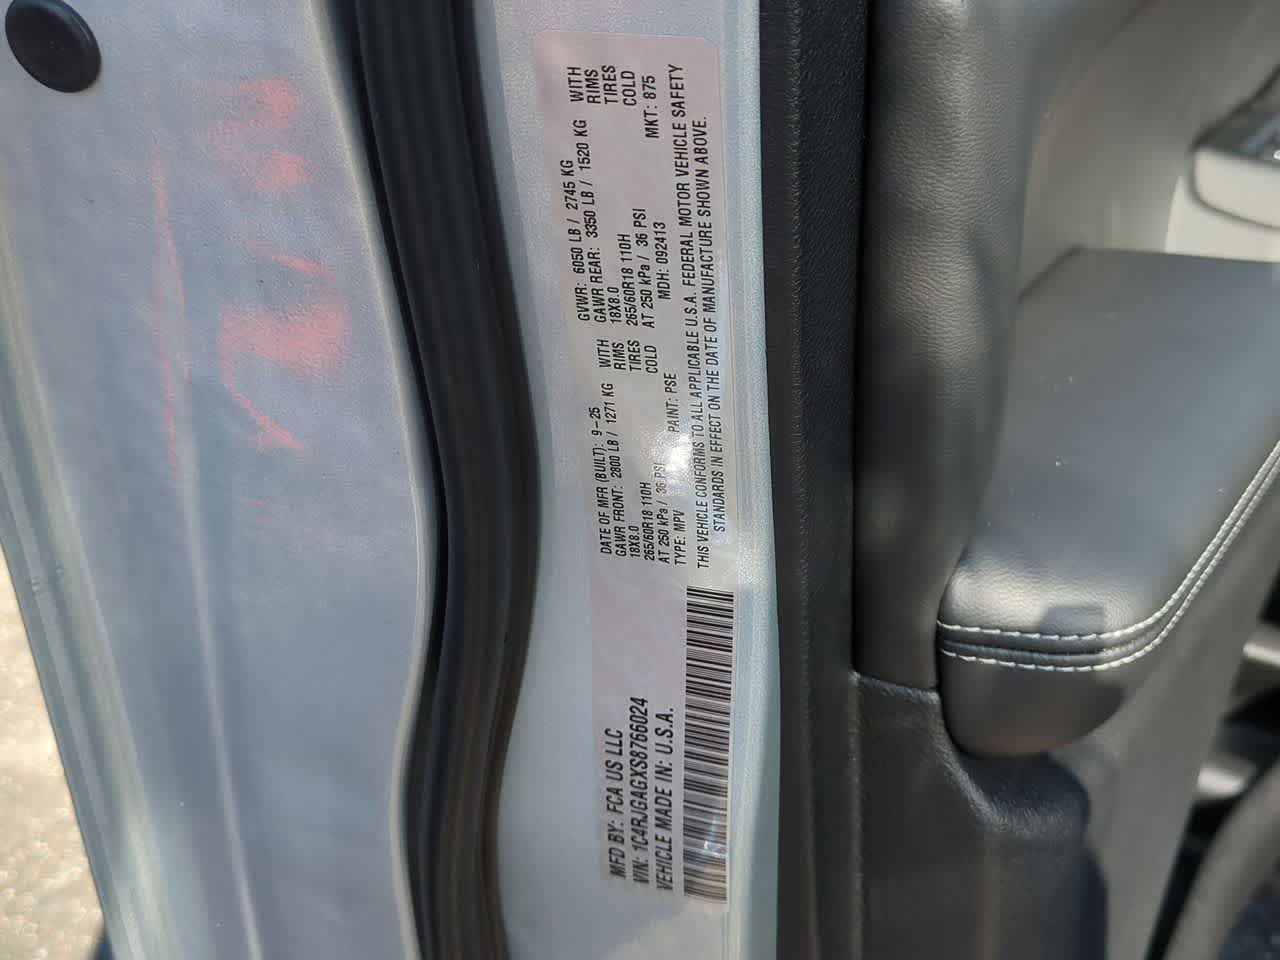 MFD BY: FCA US LLC
VIN: 1C4RJGAGXS8766024
VEHICLE MADE IN: U.S.A.
DATE OF MFR (BUILT): 9-25
GAWR FRONT: 2800 LB / 1271 KG WITH
18X8.0 RIMS
265/60R18 110H TIRES
AT 250 kPa / 36 PSI COLD
TYPE: MPV PAINT: PSE
GVWR: 6050 LB / 2745 KG
GAWR REAR: 3350 LB / 1520 KG WITH
18X8.0 RIMS
265/60R18 110H TIRES
AT 250 kPa / 36 PSI COLD
MDH: 092413 MKT: 875
THIS VEHICLE CONFORMS TO ALL APPLICABLE U.S.A. FEDERAL MOTOR VEHICLE SAFETY
STANDARDS IN EFFECT ON THE DATE OF MANUFACTURE SHOWN ABOVE.